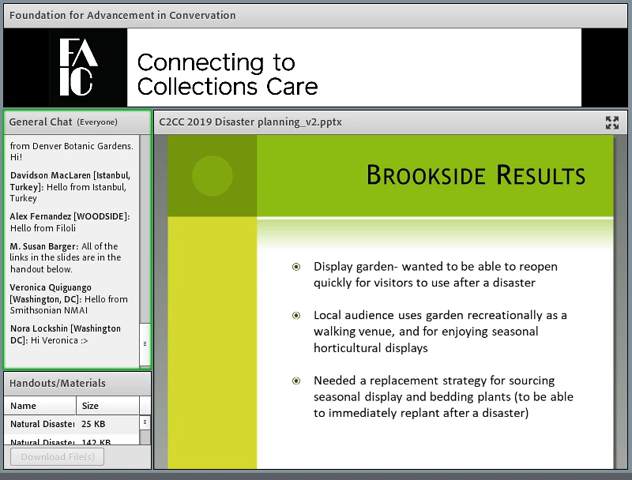 Foundation for Advancement in Convervation
FA
IC
Connecting to
Collections Care
General Chat (Everyone)
from Denver Botanic Gardens.
Hi!
Davidson MacLaren [Istanbul,
Turkey]: Hello from Istanbul,
Turkey
Alex Fernandez [WOODSIDE]:
Hello from Filoli
M. Susan Barger: All of the
links in the slides are in the
handout below.
Veronica Quiguango
[Washington, DC]: Hello from
Smithsonian NMAI
Nora Lockshin [Washington
DC]: Hi Veronica :>
Handouts/Materials
Name Size
Natural Disaster 25 KB
Natural Disaster 142 KB
Download File(s)
C2CC 2019 Disaster planning_v2.pptx
BROOKSIDE RESULTS
Display garden- wanted to be able to reopen
quickly for visitors to use after a disaster
Local audience uses garden recreationally as a
walking venue, and for enjoying seasonal
horticultural displays
Needed a replacement strategy for sourcing
seasonal display and bedding plants (to be able
to immediately replant after a disaster)